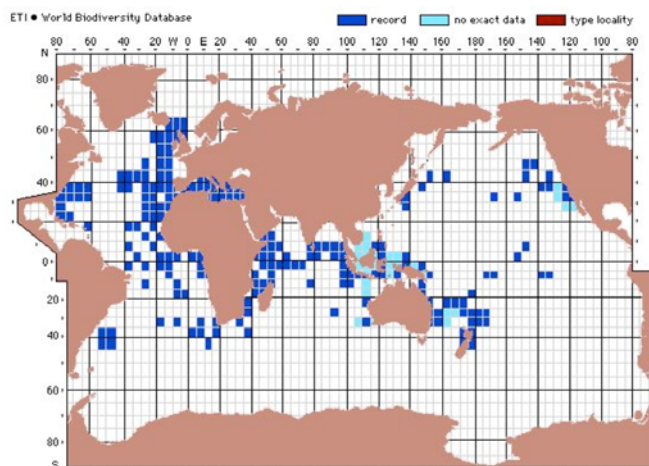 ETI ● World Biodiversity Database
record
no exact data
type locality
N
80 60 40 20 W E 20 40 60 80 100 120 140 160 180 160 140 120 100 80
80
60
40
20
0
20
40
60
80
S